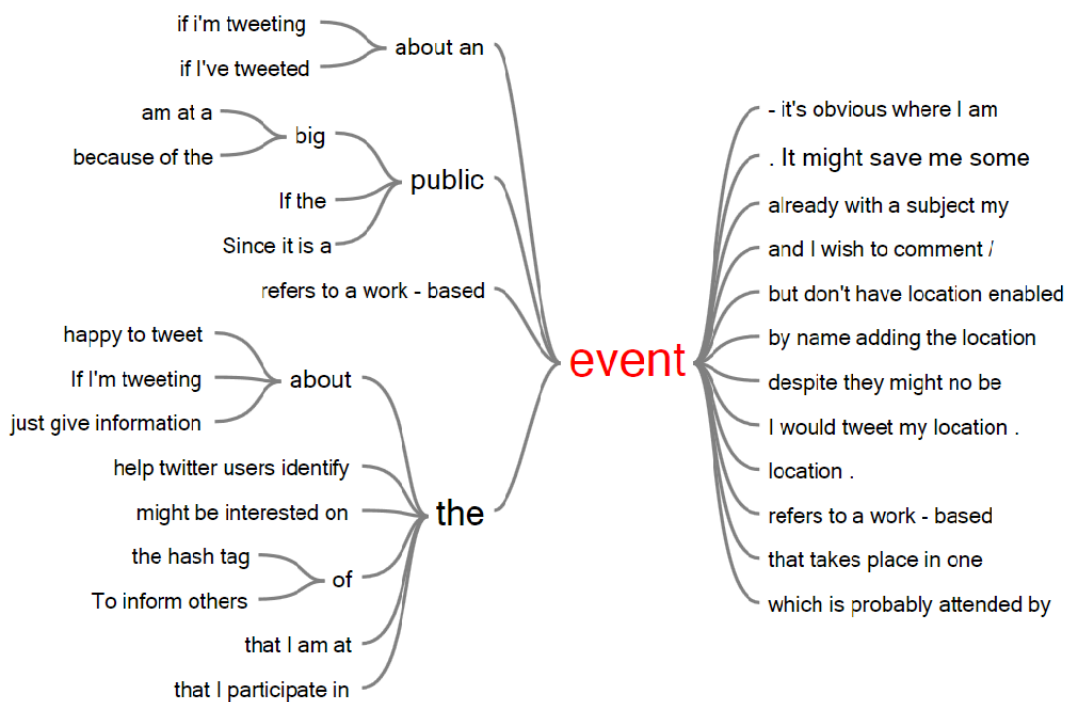 if i'm tweeting
if I've tweeted
about an
am at a
because of the
big
If the
Since it is a
public
refers to a work - based
happy to tweet
If I'm tweeting
just give information
about
help twitter users identify
might be interested on
the hash tag
To inform others
of
that I am at
that I participate in
the
event
- it's obvious where I am
. It might save me some
already with a subject my
and I wish to comment /
but don't have location enabled
by name adding the location
despite they might no be
I would tweet my location .
location .
refers to a work - based
that takes place in one
which is probably attended by